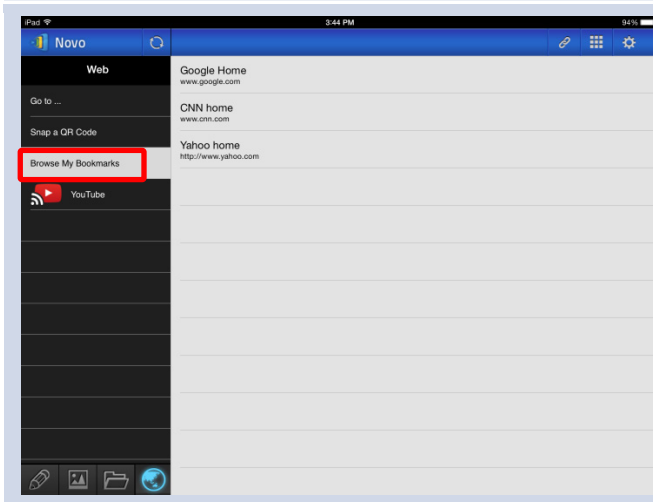 iPad 3:44 PM 94%
Novo
Web
Go to ...
Snap a QR Code
Browse My Bookmarks
YouTube
Google Home
www.google.com
CNN home
www.cnn.com
Yahoo home
http://www.yahoo.com